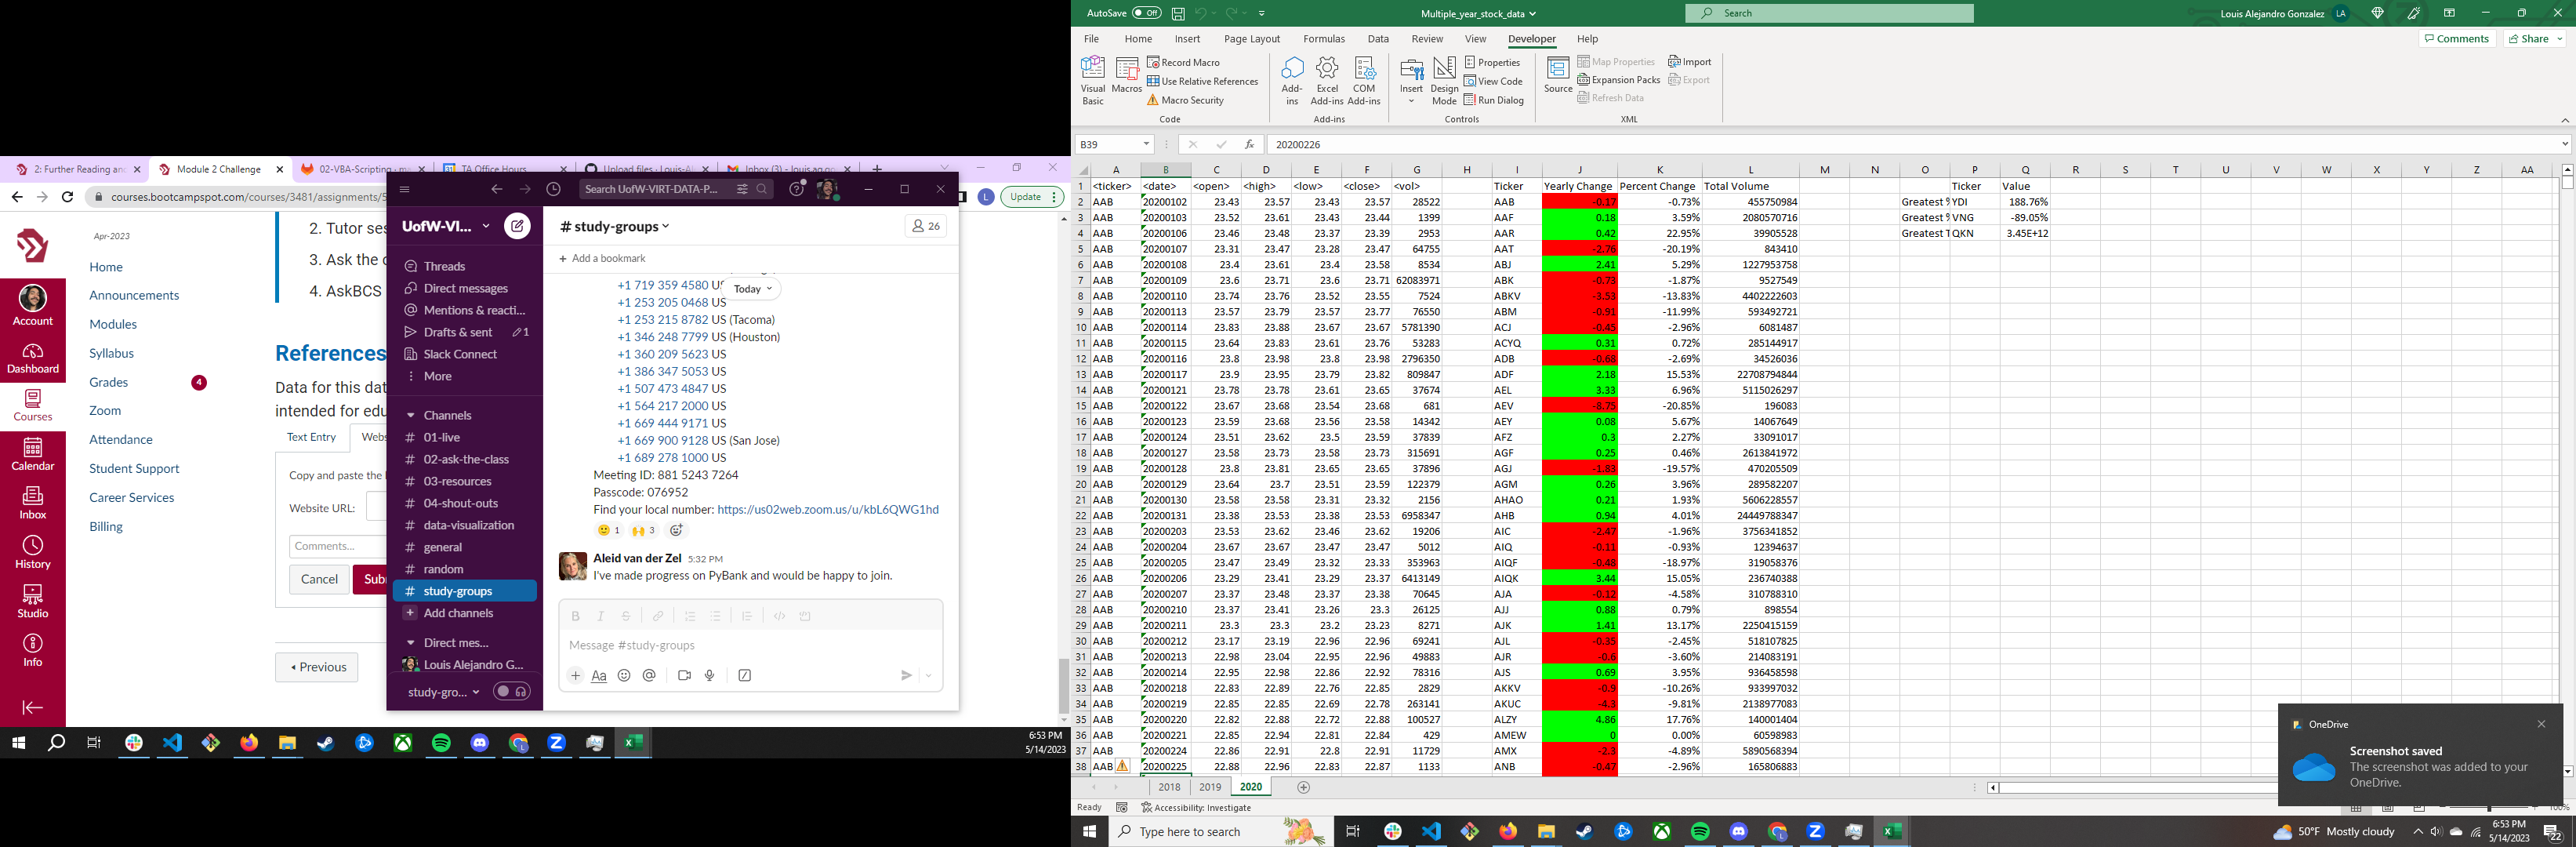 2: Further Reading an
Module 2 Challenge
02-VBA-Scripting - m
TA Office Hours
Upload files · Louis-Al
Inbox (3) - louis.ag.go
courses.bootcampspot.com/courses/3481/assignments/5
Update
Account
Dashboard
Courses
Calendar
Inbox
History
Studio
Info
Apr-2023
Home
Announcements
Modules
Syllabus
Grades 4
Zoom
Attendance
Student Support
Career Services
Billing
2. Tutor ses
3. Ask the
4. AskBCS
References
Data for this dat
intended for edu
Text Entry Webs
Copy and paste the
Website URL:
Comments...
Cancel Sub
Previous
Search UofW-VIRT-DATA-P...
UofW-VI...
Threads
Direct messages
Mentions & reacti...
Drafts & sent 1
Slack Connect
More
Channels
# 01-live
# 02-ask-the-class
# 03-resources
# 04-shout-outs
# data-visualization
# general
# random
# study-groups
+ Add channels
Direct mes...
Louis Alejandro G...
study-gro...
# study-groups 26
+ Add a bookmark
Today
+1 719 359 4580 US
+1 253 205 0468 US
+1 253 215 8782 US (Tacoma)
+1 346 248 7799 US (Houston)
+1 360 209 5623 US
+1 386 347 5053 US
+1 507 473 4847 US
+1 564 217 2000 US
+1 669 444 9171 US
+1 669 900 9128 US (San Jose)
+1 689 278 1000 US
Meeting ID: 881 5243 7264
Passcode: 076952
Find your local number: https://us02web.zoom.us/u/kbL6QWG1hd
1 3
Aleid van der Zel 5:32 PM
I've made progress on PyBank and would be happy to join.
Message #study-groups
6:53 PM
5/14/2023
AutoSave Off Multiple_year_stock_data Search Louis Alejandro Gonzalez LA
File Home Insert Page Layout Formulas Data Review View Developer Help Comments Share
Visual Basic Macros Record Macro Use Relative References Macro Security Code
Add-ins Excel Add-ins COM Add-ins Add-ins
Insert Design Mode Properties View Code Run Dialog Controls
Source Map Properties Expansion Packs Refresh Data Import Export XML
B39 20200226
A B C D E F G H I J K L M N O P Q R S T U V W X Y Z AA
1 <ticker> <date> <open> <high> <low> <close> <vol> Ticker Yearly Change Percent Change Total Volume Ticker Value
2 AAB 20200102 23.43 23.57 23.43 23.57 28522 AAB -0.17 -0.73% 455750984 Greatest % YDI 188.76%
3 AAB 20200103 23.52 23.61 23.43 23.44 1399 AAF 0.18 3.59% 2080570716 Greatest % VNG -89.05%
4 AAB 20200106 23.46 23.48 23.37 23.39 2953 AAR 0.42 22.95% 39905528 Greatest T QKN 3.45E+12
5 AAB 20200107 23.31 23.47 23.28 23.47 64755 AAT -2.76 -20.19% 843410
6 AAB 20200108 23.4 23.61 23.4 23.58 8534 ABJ 2.41 5.29% 1227953758
7 AAB 20200109 23.6 23.71 23.6 23.71 62083971 ABK -0.73 -1.87% 9527549
8 AAB 20200110 23.74 23.76 23.52 23.55 7524 ABKV -3.53 -13.83% 4402222603
9 AAB 20200113 23.57 23.79 23.57 23.77 76550 ABM -0.91 -11.99% 593492721
10 AAB 20200114 23.83 23.88 23.67 23.67 5781390 ACJ -0.45 -2.96% 6081487
11 AAB 20200115 23.64 23.83 23.61 23.76 53283 ACYQ 0.31 0.72% 285144917
12 AAB 20200116 23.8 23.98 23.8 23.98 2796350 ADB -0.68 -2.69% 34526036
13 AAB 20200117 23.9 23.95 23.79 23.82 809847 ADF 2.18 15.53% 22708794844
14 AAB 20200121 23.78 23.78 23.61 23.65 37674 AEL 3.33 6.96% 5115026297
15 AAB 20200122 23.67 23.68 23.54 23.68 681 AEV -8.75 -20.85% 196083
16 AAB 20200123 23.59 23.68 23.56 23.58 14342 AEY 0.08 5.67% 14067649
17 AAB 20200124 23.51 23.62 23.5 23.59 37839 AFZ 0.3 2.27% 33091017
18 AAB 20200127 23.58 23.73 23.58 23.73 315691 AGF 0.25 0.46% 2613841972
19 AAB 20200128 23.8 23.81 23.65 23.65 37896 AGJ -1.83 -19.57% 470205509
20 AAB 20200129 23.64 23.7 23.51 23.59 122379 AGM 0.26 3.96% 289582207
21 AAB 20200130 23.58 23.58 23.31 23.32 2156 AHAO 0.21 1.93% 5606228557
22 AAB 20200131 23.38 23.53 23.38 23.53 6958347 AHB 0.94 4.01% 24449788347
23 AAB 20200203 23.53 23.62 23.46 23.62 19206 AIC -2.47 -1.96% 3756341852
24 AAB 20200204 23.67 23.67 23.47 23.47 5012 AIQ -0.11 -0.93% 12394637
25 AAB 20200205 23.47 23.49 23.32 23.33 353963 AIQF -0.48 -18.97% 319058376
26 AAB 20200206 23.29 23.41 23.29 23.37 6413149 AIQK 3.44 15.05% 236740388
27 AAB 20200207 23.37 23.48 23.37 23.38 70645 AJA -0.12 -4.58% 310788310
28 AAB 20200210 23.37 23.41 23.26 23.3 26125 AJJ 0.88 0.79% 898554
29 AAB 20200211 23.3 23.3 23.2 23.23 8271 AJK 1.41 13.17% 2250415159
30 AAB 20200212 23.17 23.19 22.96 22.96 69241 AJL -0.35 -2.45% 518107825
31 AAB 20200213 22.98 23.04 22.95 22.96 49883 AJR -0.6 -3.60% 214083191
32 AAB 20200214 22.95 22.98 22.86 22.92 78316 AJS 0.69 3.95% 936458598
33 AAB 20200218 22.83 22.89 22.76 22.85 2829 AKKV -0.9 -10.26% 933997032
34 AAB 20200219 22.85 22.85 22.69 22.78 263141 AKUC -4.3 -9.81% 2138977083
35 AAB 20200220 22.82 22.88 22.72 22.88 100527 ALZY 4.86 17.76% 140001404
36 AAB 20200221 22.85 22.94 22.81 22.84 429 AMEW 0 0.00% 60598983
37 AAB 20200224 22.86 22.91 22.8 22.91 11729 AMX -2.3 -4.89% 5890568394
38 AAB 20200225 22.88 22.96 22.83 22.87 1133 ANB -0.47 -2.96% 165806883
2018 2019 2020
Ready Accessibility: Investigate 100%
OneDrive
Screenshot saved
The screenshot was added to your
OneDrive.
Type here to search
50°F Mostly cloudy
6:53 PM
5/14/2023
22